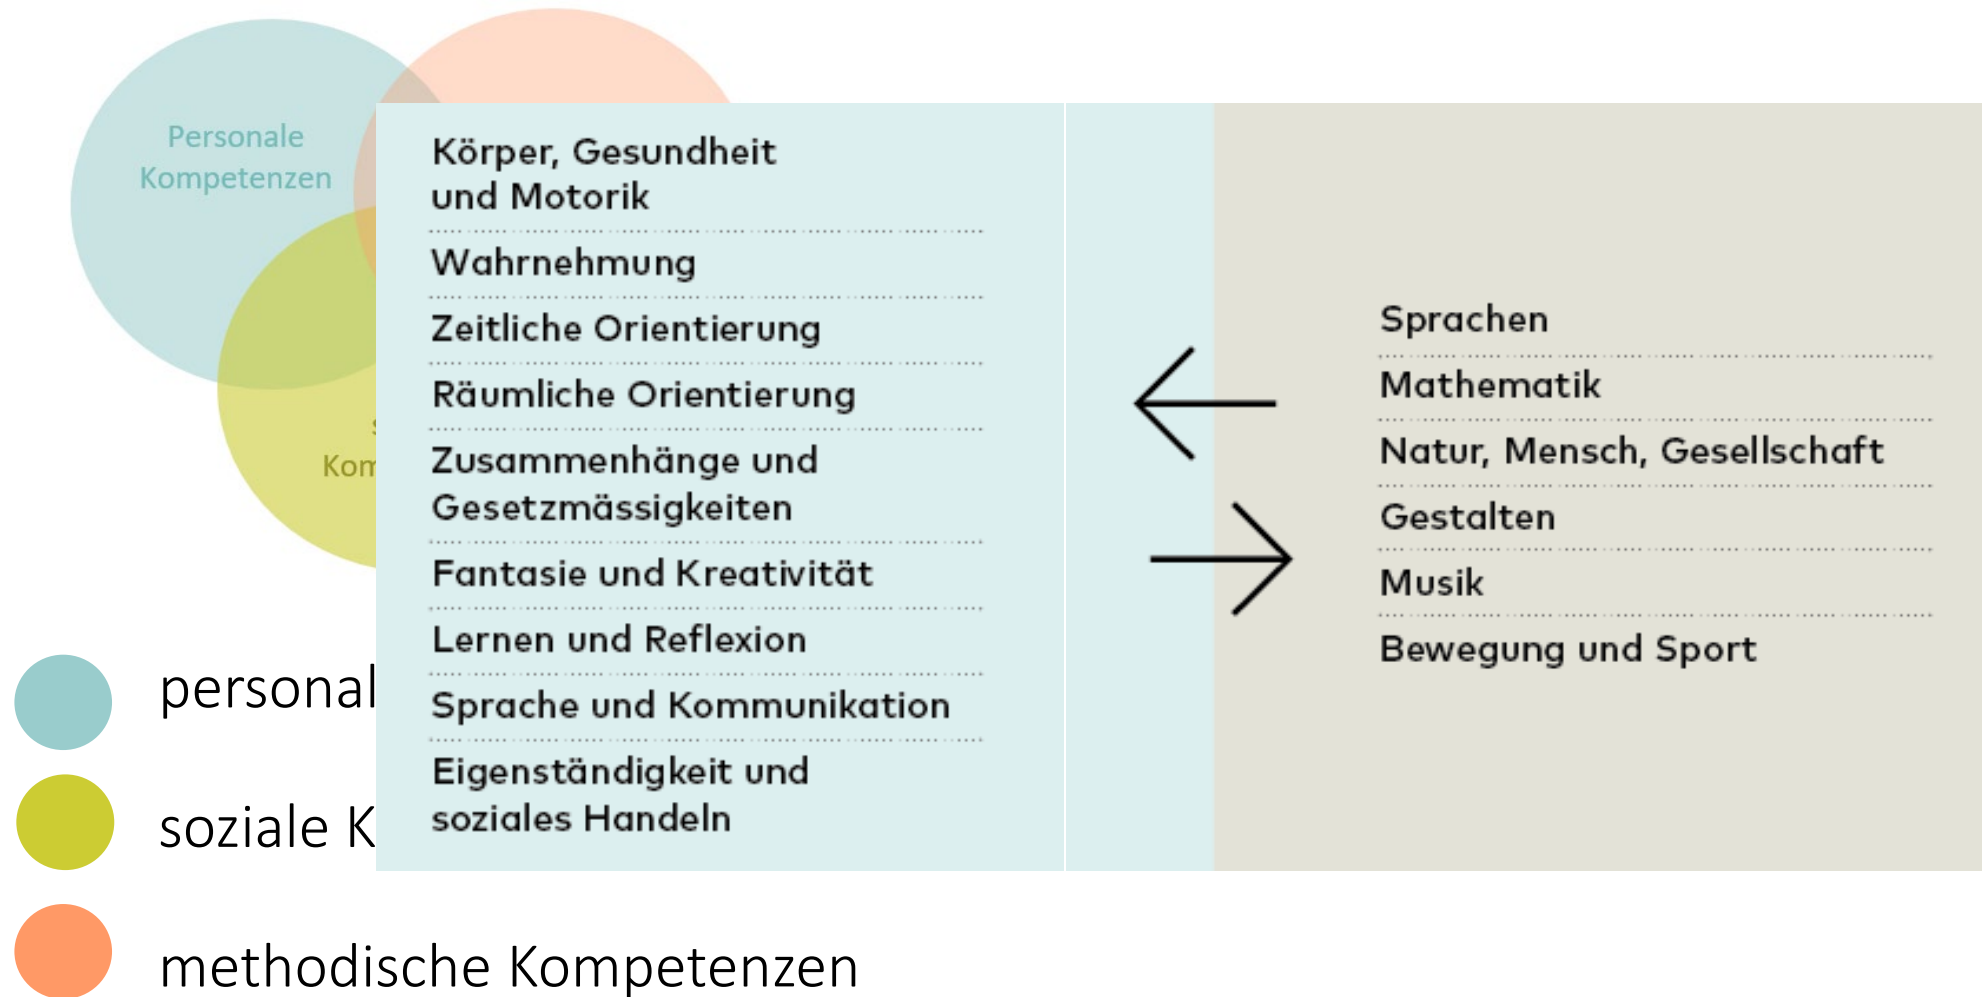 Personale
Kompetenzen
Körper, Gesundheit
und Motorik
Wahrnehmung
Zeitliche Orientierung
Räumliche Orientierung
Zusammenhänge und
Gesetzmässigkeiten
Fantasie und Kreativität
Lernen und Reflexion
Sprache und Kommunikation
Eigenständigkeit und
soziales Handeln
Sprachen
Mathematik
Natur, Mensch, Gesellschaft
Gestalten
Musik
Bewegung und Sport
personal
soziale K
methodische Kompetenzen